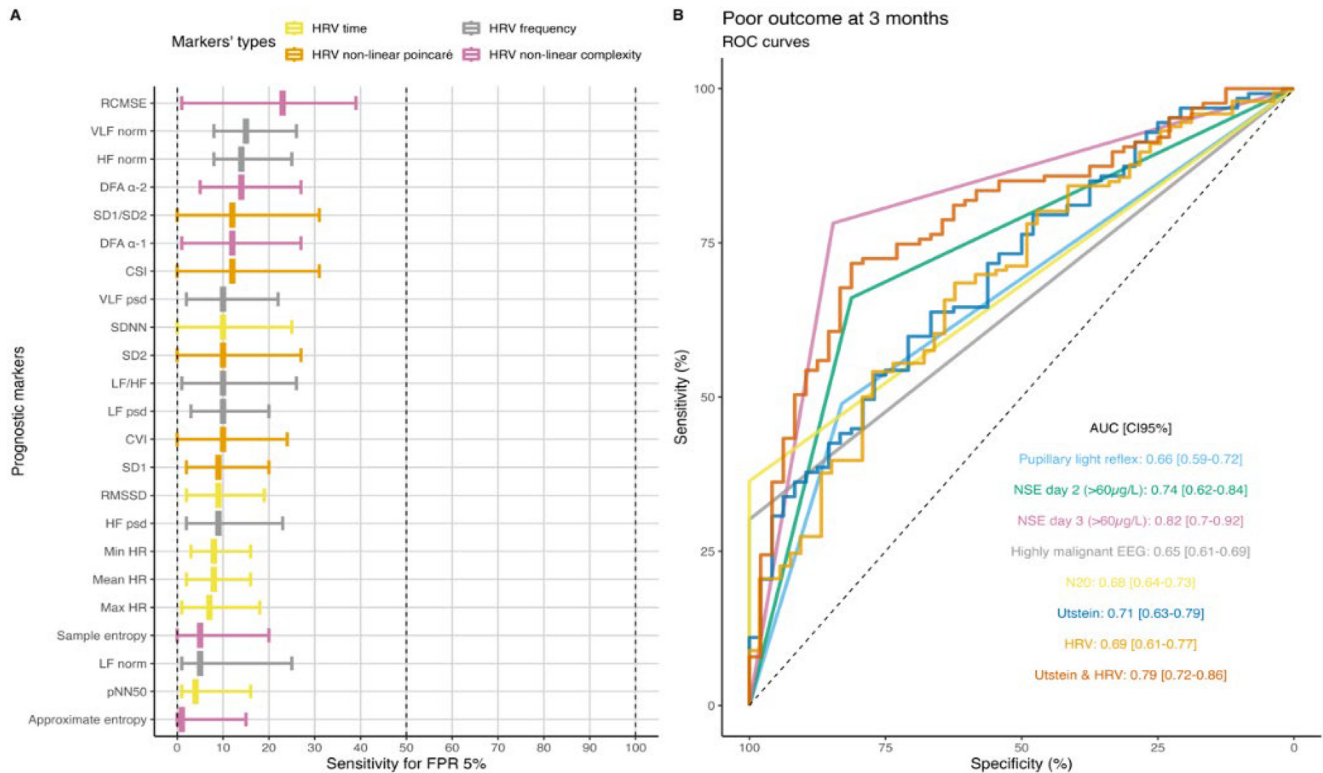 A
Markers' types
HRV time
HRV frequency
HRV non-linear poincaré
HRV non-linear complexity
Prognostic markers
RCMSE
VLF norm
HF norm
DFA α-2
SD1/SD2
DFA α-1
CSI
VLF psd
SDNN
SD2
LF/HF
LF psd
CVI
SD1
RMSSD
HF psd
Min HR
Mean HR
Max HR
Sample entropy
LF norm
pNN50
Approximate entropy
0 10 20 30 40 50 60 70 80 90 100
Sensitivity for FPR 5%
B
Poor outcome at 3 months
ROC curves
Sensitivity (%)
100
75
50
25
0
AUC [CI95%]
Pupillary light reflex: 0.66 [0.59-0.72]
NSE day 2 (>60µg/L): 0.74 [0.62-0.84]
NSE day 3 (>60µg/L): 0.82 [0.7-0.92]
Highly malignant EEG: 0.65 [0.61-0.69]
N20: 0.68 [0.64-0.73]
Utstein: 0.71 [0.63-0.79]
HRV: 0.69 [0.61-0.77]
Utstein & HRV: 0.79 [0.72-0.86]
100 75 50 25 0
Specificity (%)